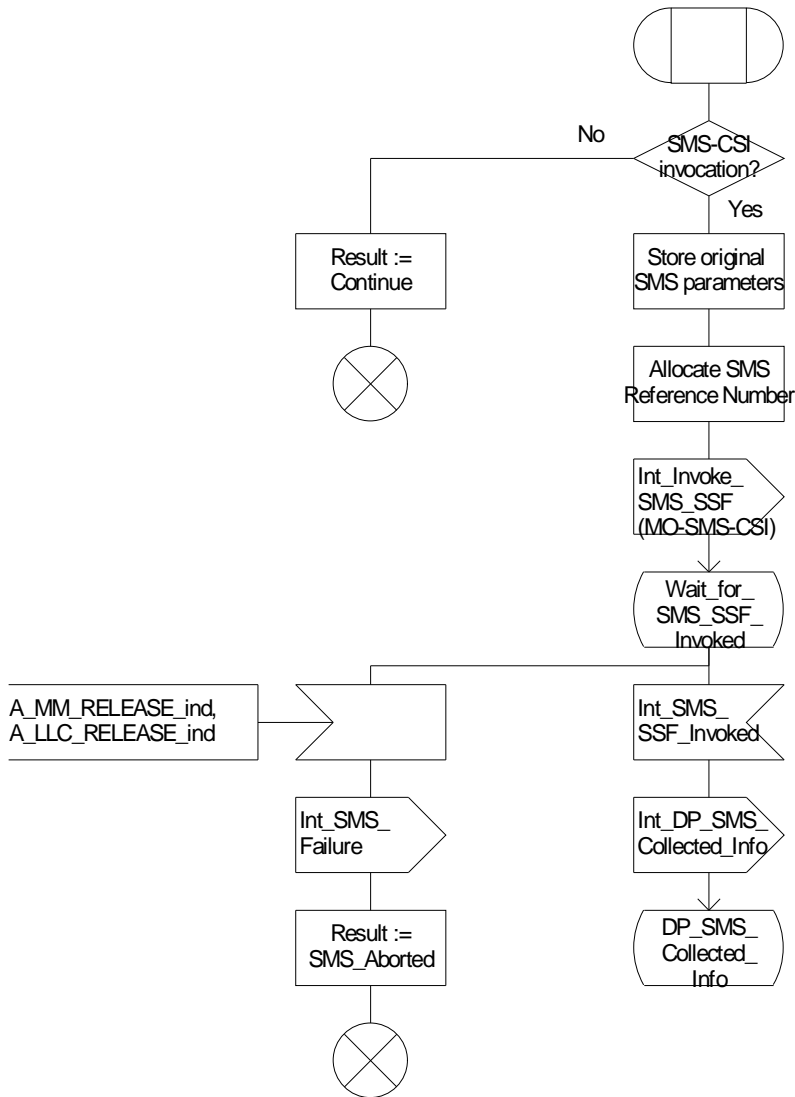 No
SMS-CSI
invocation?
Yes
Result :=
Continue
Store original
SMS parameters
Allocate SMS
Reference Number
Int_Invoke_
SMS_SSF
(MO-SMS-CSI)
Wait_for_
SMS_SSF_
Invoked
A_MM_RELEASE_ind,
A_LLC_RELEASE_ind
Int_SMS_
SSF_Invoked
Int_SMS_
Failure
Int_DP_SMS_
Collected_Info
Result :=
SMS_Aborted
DP_SMS_
Collected_
Info